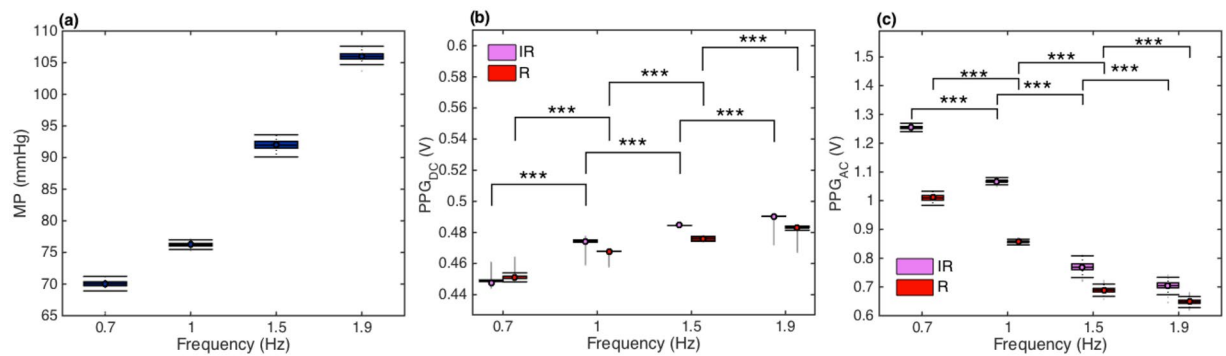 (a)
110
105
100
95
90
85
80
75
70
65
MP (mmHg)
0.7 1 1.5 1.9
Frequency (Hz)
(b)
0.6
0.58
0.56
0.54
0.52
0.5
0.48
0.46
0.44
PPG_DC (V)
IR
R
***
***
***
***
***
***
0.7 1 1.5 1.9
Frequency (Hz)
(c)
1.5
1.4
1.3
1.2
1.1
1
0.9
0.8
0.7
0.6
PPG_AC (V)
***
***
***
***
***
***
IR
R
0.7 1 1.5 1.9
Frequency (Hz)